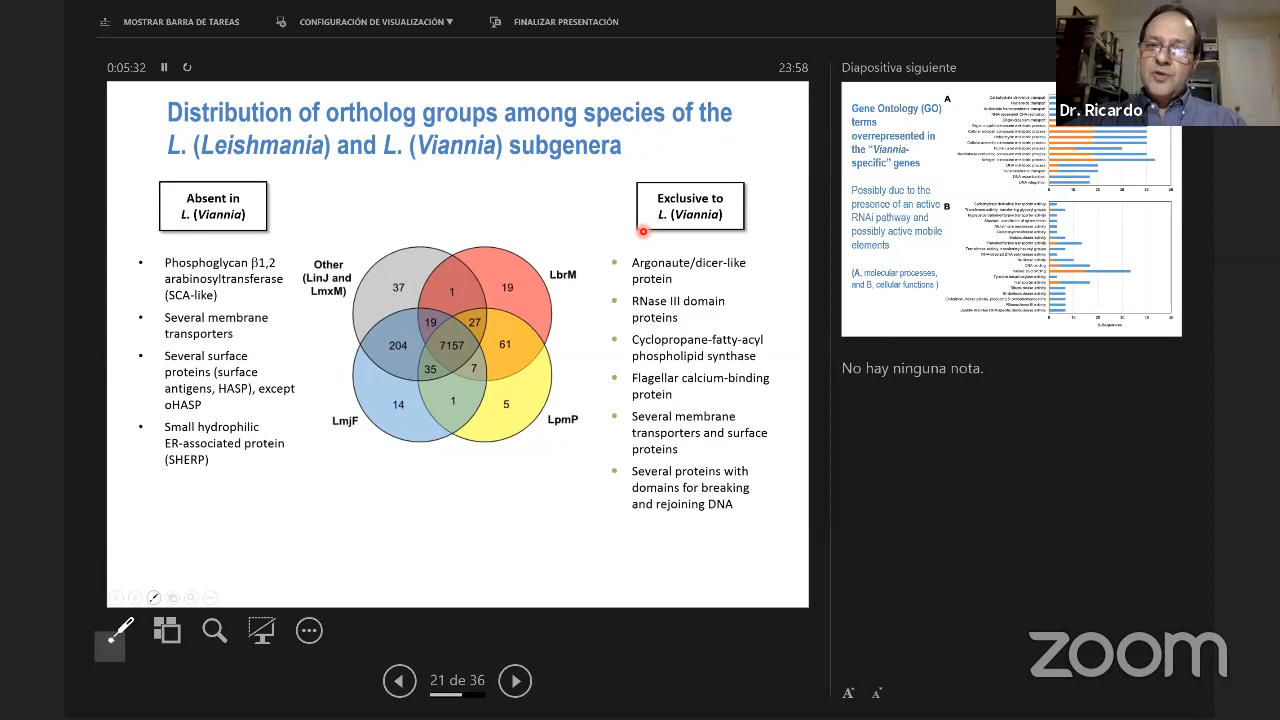 MOSTRAR BARRA DE TAREAS
CONFIGURACIÓN DE VISUALIZACIÓN ▼
FINALIZAR PRESENTACIÓN
0:05:32
23:58
Distribution of ortholog groups among species of the
L. (Leishmania) and L. (Viannia) subgenera
Absent in
L. (Viannia)
• Phosphoglycan β1,2
arabinosyltransferase
(SCA-like)
• Several membrane
transporters
• Several surface
proteins (surface
antigens, HASP), except
oHASP
• Small hydrophilic
ER-associated protein
(SHERP)
Other
(LinJ and
LmxM)
LbrM
LmjF
LpmP
37
1
19
19
27
204
7157
61
35
7
14
1
5
Exclusive to
L. (Viannia)
• Argonaute/dicer-like
protein
• RNase III domain
proteins
• Cyclopropane-fatty-acyl
phospholipid synthase
• Flagellar calcium-binding
protein
• Several membrane
transporters and surface
proteins
• Several proteins with
domains for breaking
and rejoining DNA
21 de 36
Diapositiva siguiente
Gene Ontology (GO)
terms
overrepresented in
the "Viannia-
specific" genes
Possibly due to the
presence of an active
RNAi pathway and
possibly active mobile
elements
(A, molecular processes,
and B, cellular functions )
A
B
% Sequences
No hay ninguna nota.
Dr. Ricardo
zoom